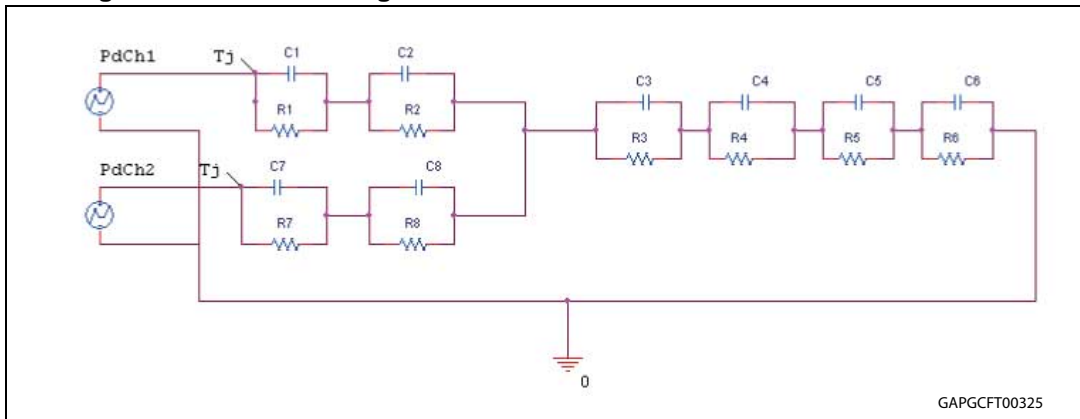 PdCh1
Tj
C1
C2
R1
R2
C3
C4
C5
C6
R3
R4
R5
R6
PdCh2
Tj
C7
C8
R7
R8
0
GAPGCFT00325